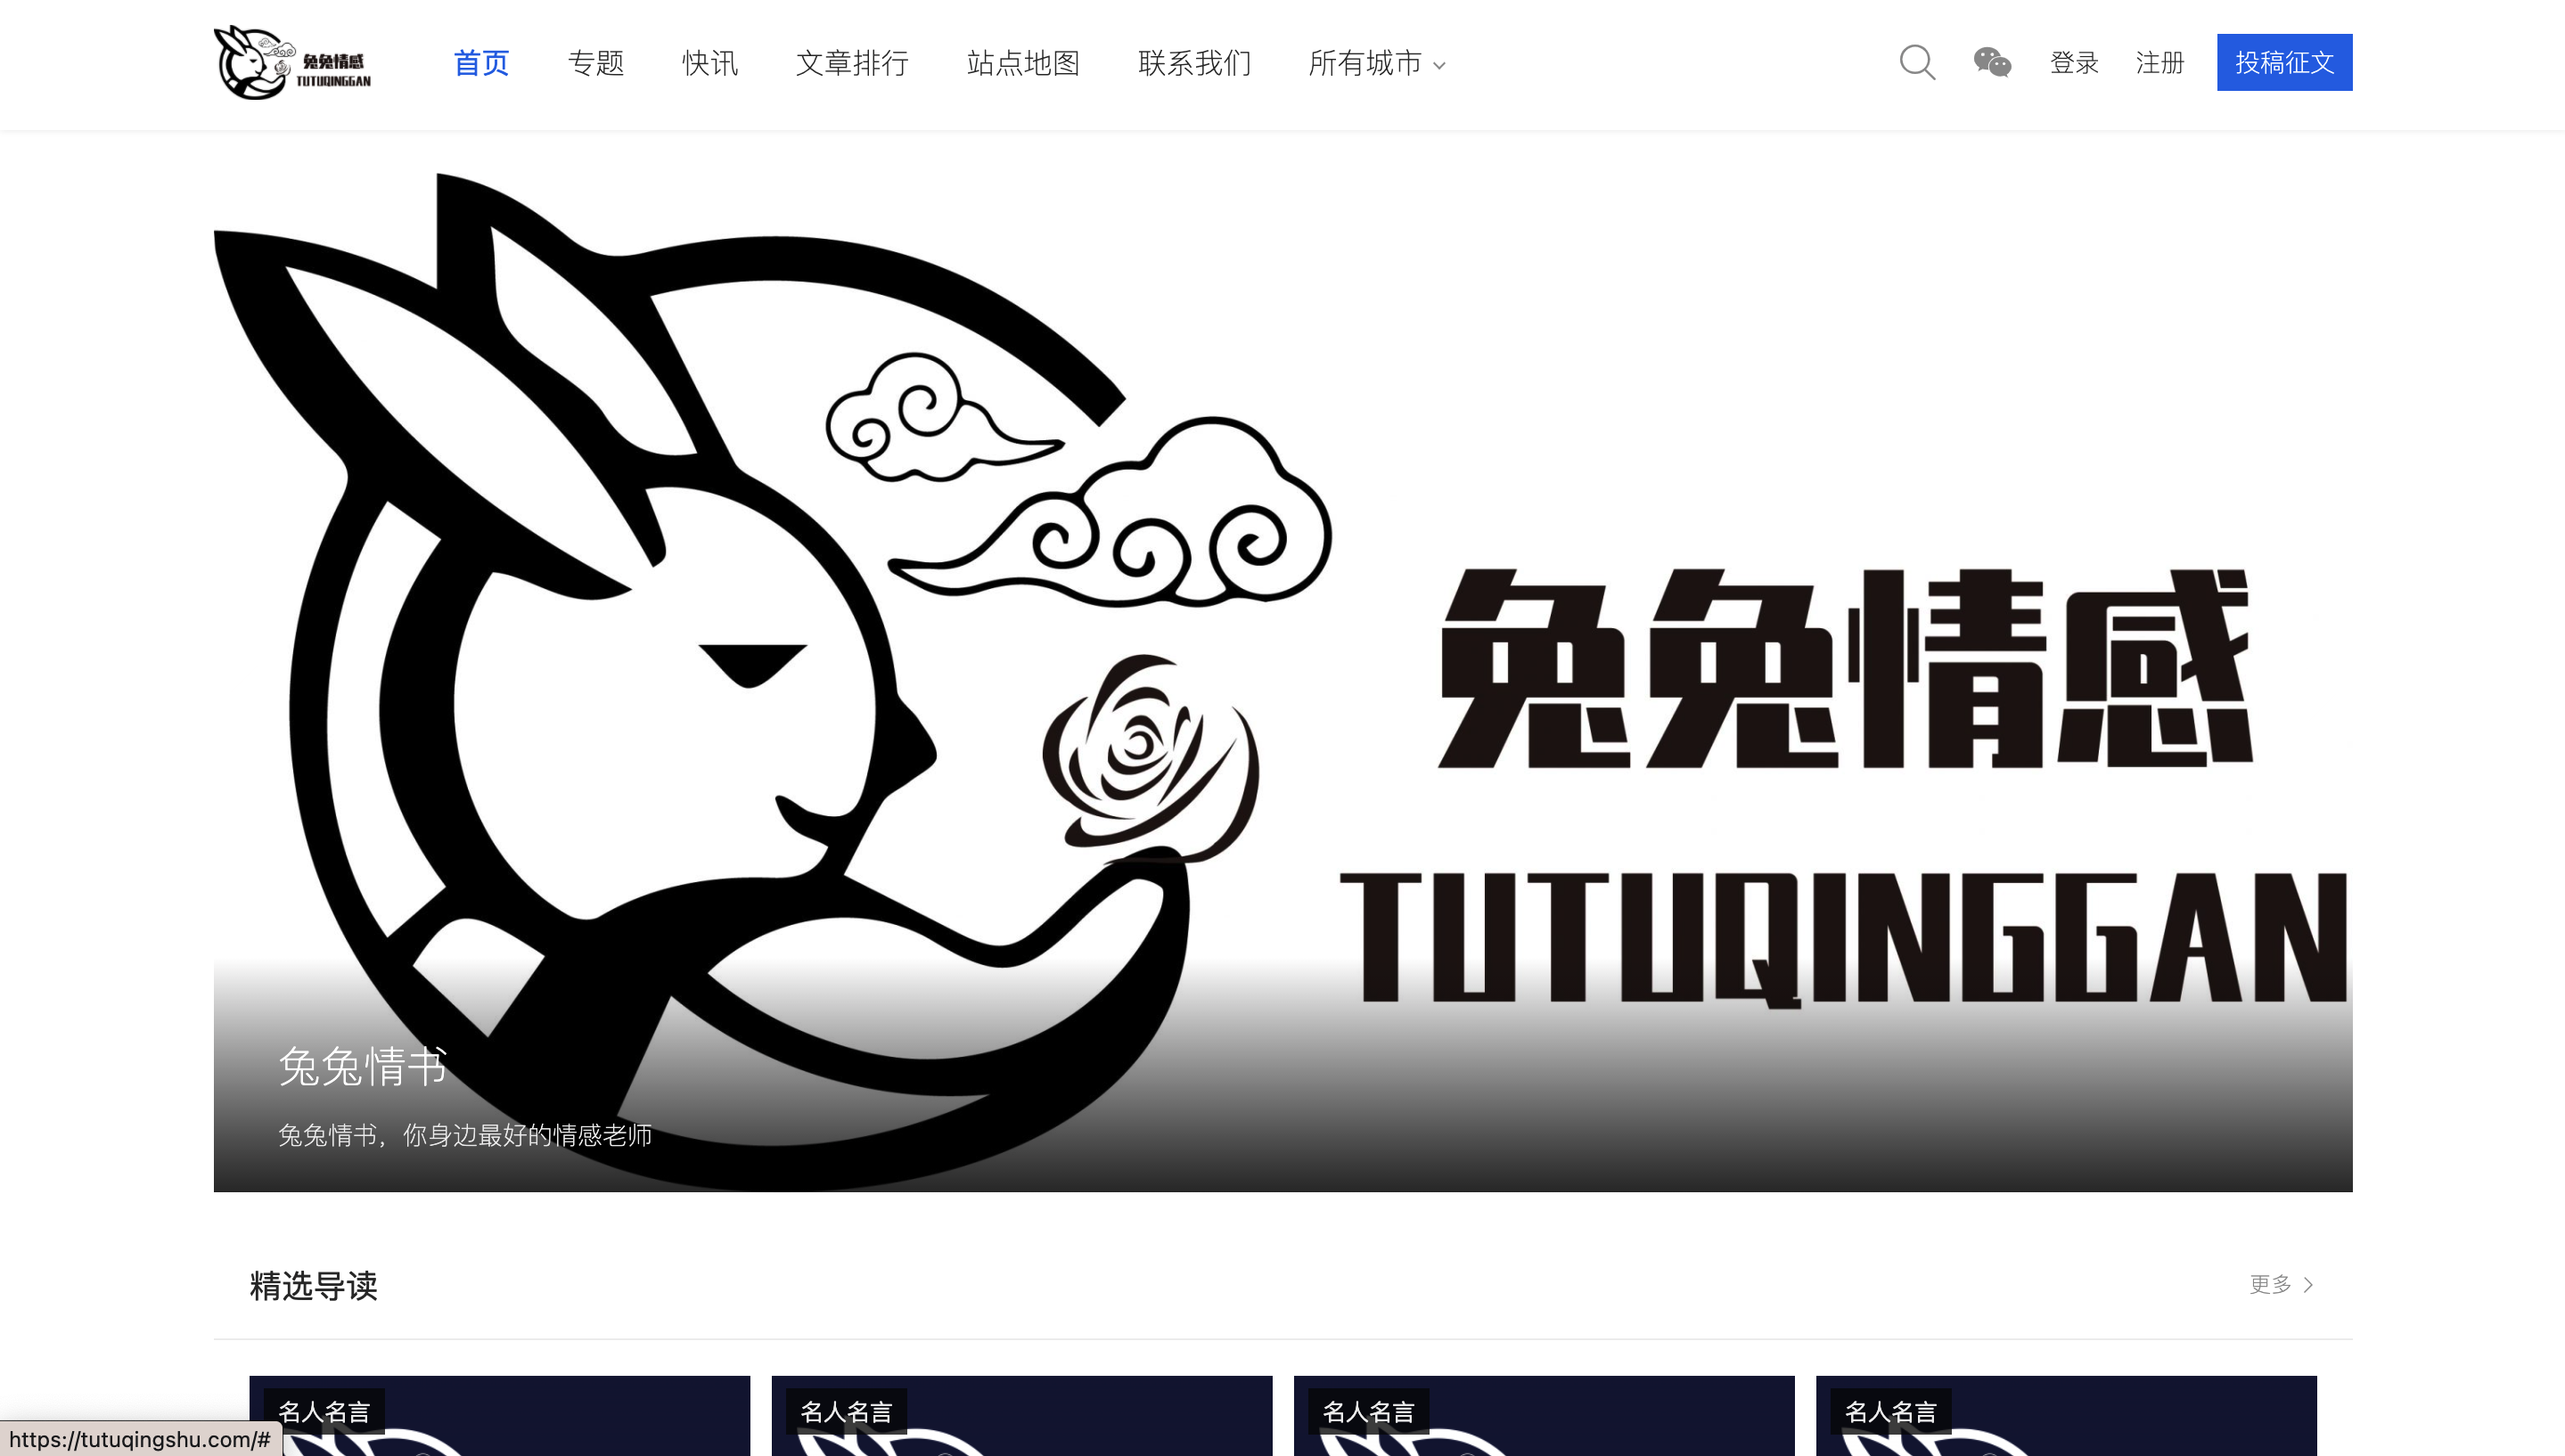 兔兔情感
TUTUQINGGAN
首页 专题 快讯 文章排行 站点地图 联系我们 所有城市
登录 注册 投稿征文
兔兔情感
TUTUQINGGAN
兔兔情书
兔兔情书，你身边最好的情感老师
精选导读
更多
名人名言 名人名言 名人名言 名人名言
https://tutuqingshu.com/#